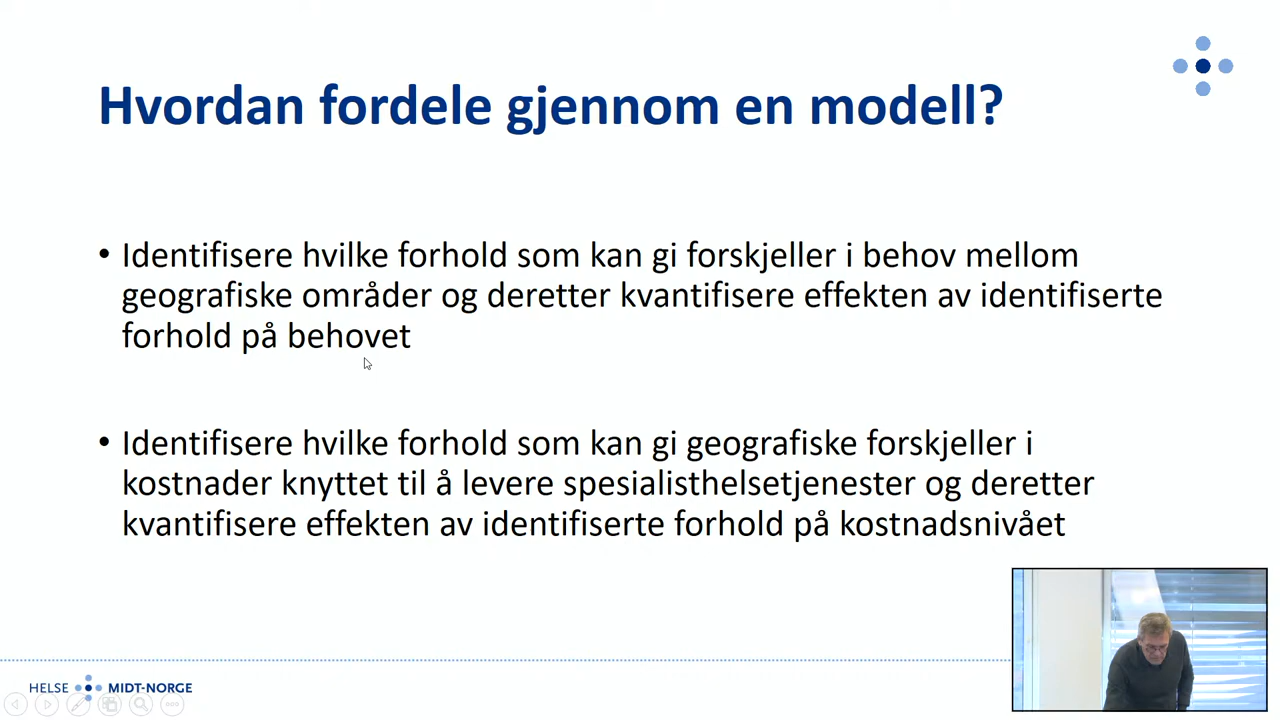 Hvordan fordele gjennom en modell?
• Identifisere hvilke forhold som kan gi forskjeller i behov mellom
geografiske områder og deretter kvantifisere effekten av identifiserte
forhold på behovet
• Identifisere hvilke forhold som kan gi geografiske forskjeller i
kostnader knyttet til å levere spesialisthelsetjenester og deretter
kvantifisere effekten av identifiserte forhold på kostnadsnivået
HELSE MIDT-NORGE